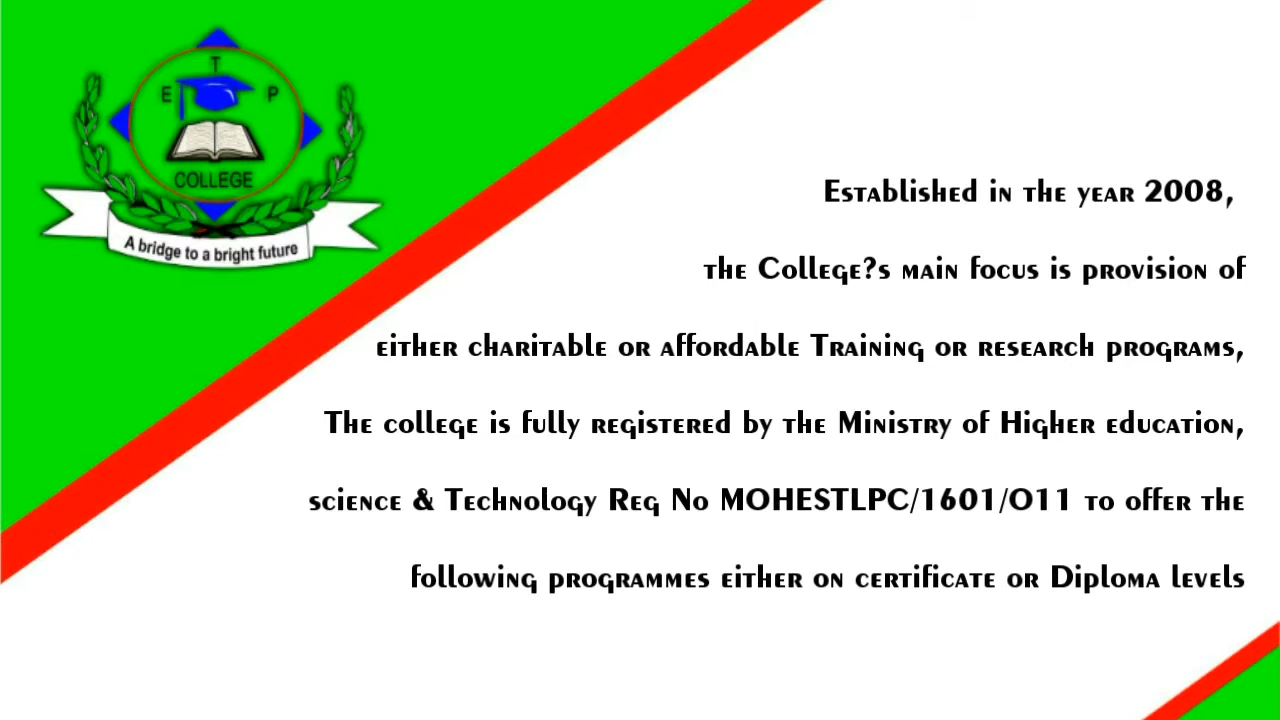 T
E P
COLLEGE
A bridge to a bright future
Established in the year 2008,
the College?s main focus is provision of
either charitable or affordable Training or research programs,
The college is fully registered by the Ministry of Higher education,
science & Technology Reg No MOHESTLPC/1601/O11 to offer the
following programmes either on certificate or Diploma levels